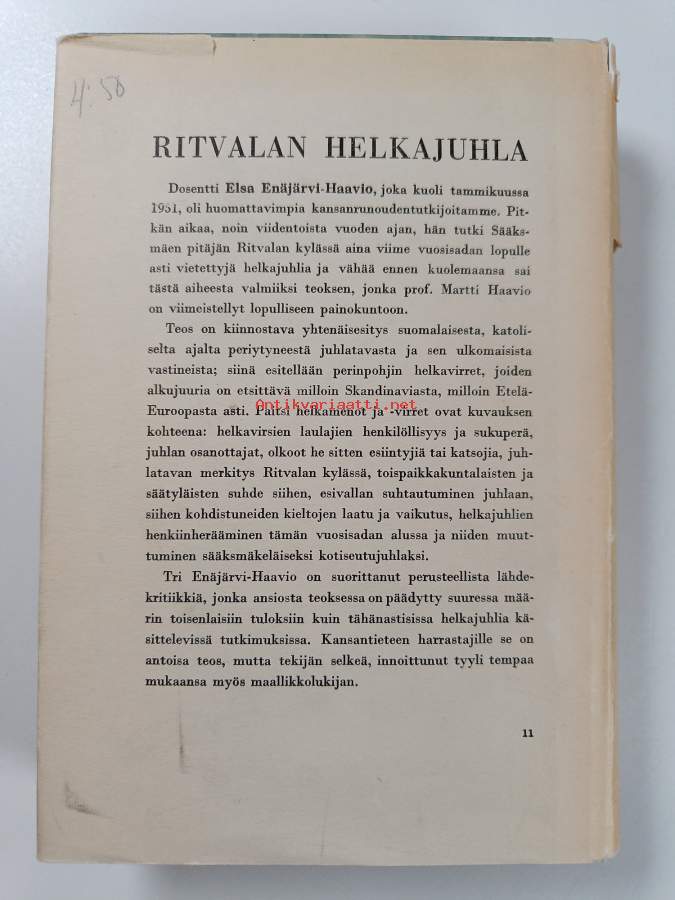 4:50
RITVALAN HELKAJUHLA
Dosentti Elsa Enäjärvi-Haavio, joka kuoli tammikuussa
1951, oli huomattavimpia kansanrunoudentutkijoitamme. Pit-
kän aikaa, noin viidentoista vuoden ajan, hän tutki Sääks-
mäen pitäjän Ritvalan kylässä aina viime vuosisadan lopulle
asti vietettyjä helkajuhlia ja vähää ennen kuolemaansa sai
tästä aiheesta valmiiksi teoksen, jonka prof. Martti Haavio
on viimeistellyt lopulliseen painokuntoon.
Teos on kiinnostava yhtenäisesitys suomalaisesta, katoli-
selta ajalta periytyneestä juhlatavasta ja sen ulkomaisista
vastineista; siinä esitellään perinpohjin helkavirret, joiden
alkujuuria on etsittävä milloin Skandinaviasta, milloin Etelä-
Antikvariaatti.net
Euroopasta asti. Paitsi helkamenot ja -virret ovat kuvauksen
kohteena: helkavirsien laulajien henkilöllisyys ja sukuperä,
juhlan osanottajat, olkoot he sitten esiintyjiä tai katsojia, juh-
latavan merkitys Ritvalan kylässä, toispaikkakuntalaisten ja
säätyläisten suhde siihen, esivallan suhtautuminen juhlaan,
siihen kohdistuneiden kieltojen laatu ja vaikutus, helkajuhlien
henkiinherääminen tämän vuosisadan alussa ja niiden muut-
tuminen sääksmäkeläiseksi kotiseutujuhlaksi.
Tri Enäjärvi-Haavio on suorittanut perusteellista lähde-
kritiikkiä, jonka ansiosta teoksessa on päädytty suuressa mää-
rin toisenlaisiin tuloksiin kuin tähänastisissa helkajuhlia kä-
sittelevissä tutkimuksissa. Kansantieteen harrastajille se on
antoisa teos, mutta tekijän selkeä, innoittunut tyyli tempaa
mukaansa myös maallikkolukijan.
11